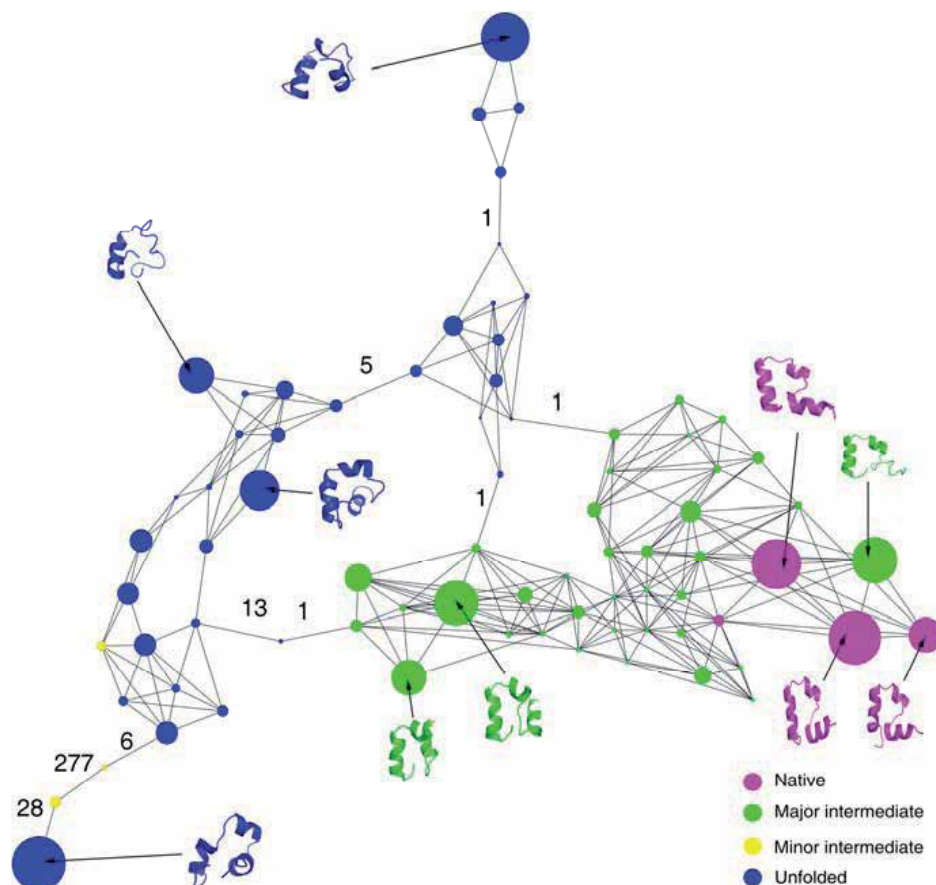 1
5
1
1
13
1
6
277
28
Native
Major intermediate
Minor intermediate
Unfolded